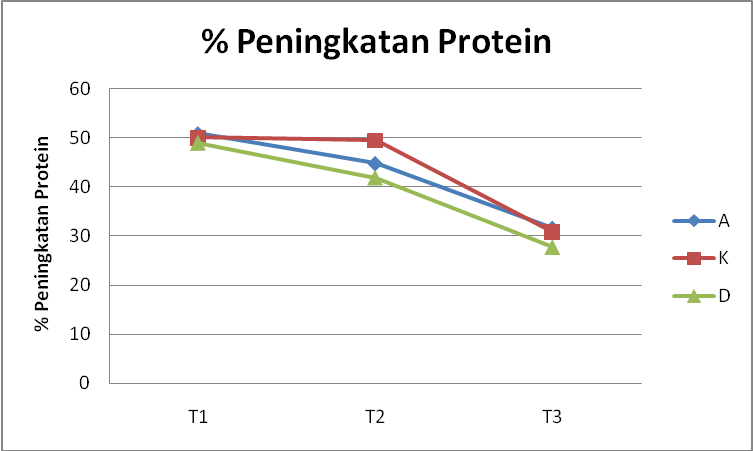 % Peningkatan Protein
% Peningkatan Protein
60
50
40
30
20
10
0
T1 T2 T3
A
K
D